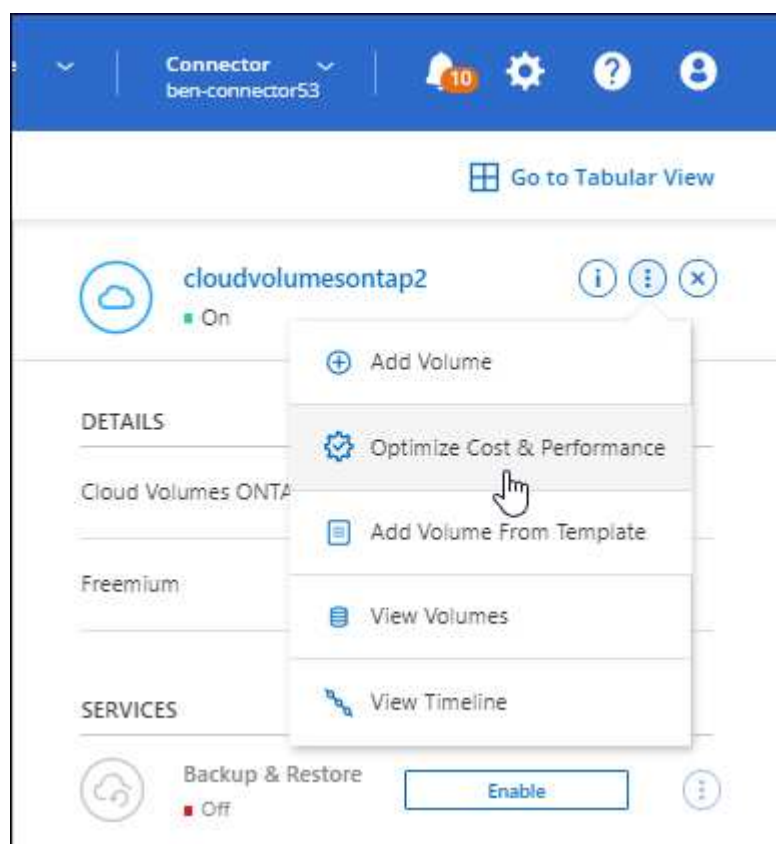 Connector
ben-connector53
10
Go to Tabular View
cloudvolumesontap2
On
Add Volume
DETAILS
Optimize Cost & Performance
Cloud Volumes ONTA
Add Volume From Template
Freemium
View Volumes
SERVICES
View Timeline
Backup & Restore
Enable
Off